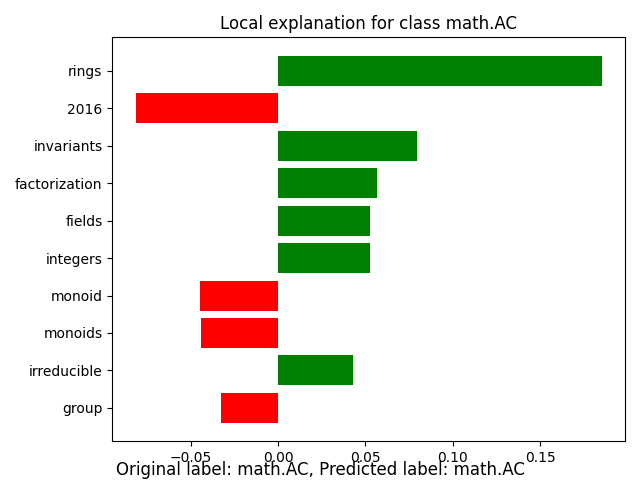 Local explanation for class math.AC
rings
2016
invariants
factorization
fields
integers
monoid
monoids
irreducible
group
−0.05 0.00 0.05 0.10 0.15
Original label: math.AC, Predicted label: math.AC